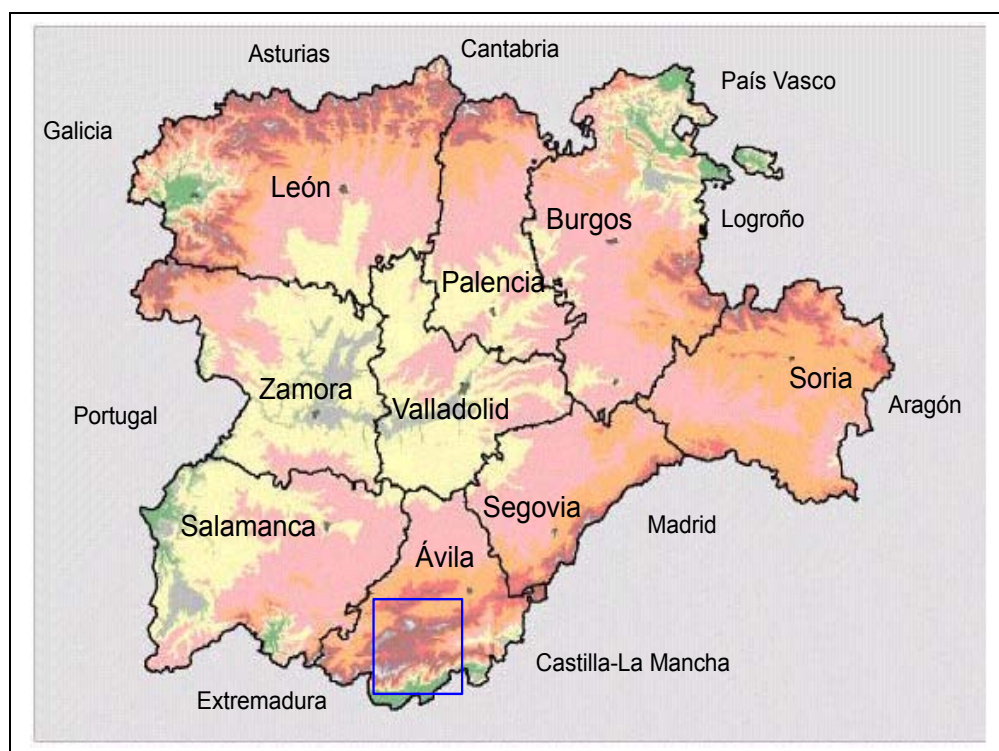 Cantabria
Asturias
País Vasco
Galicia
León
Burgos
Logroño
Palencia
Soria
Zamora
Valladolid
Aragón
Portugal
Segovia
Salamanca
Madrid
Ávila
Castilla-La Mancha
Extremadura